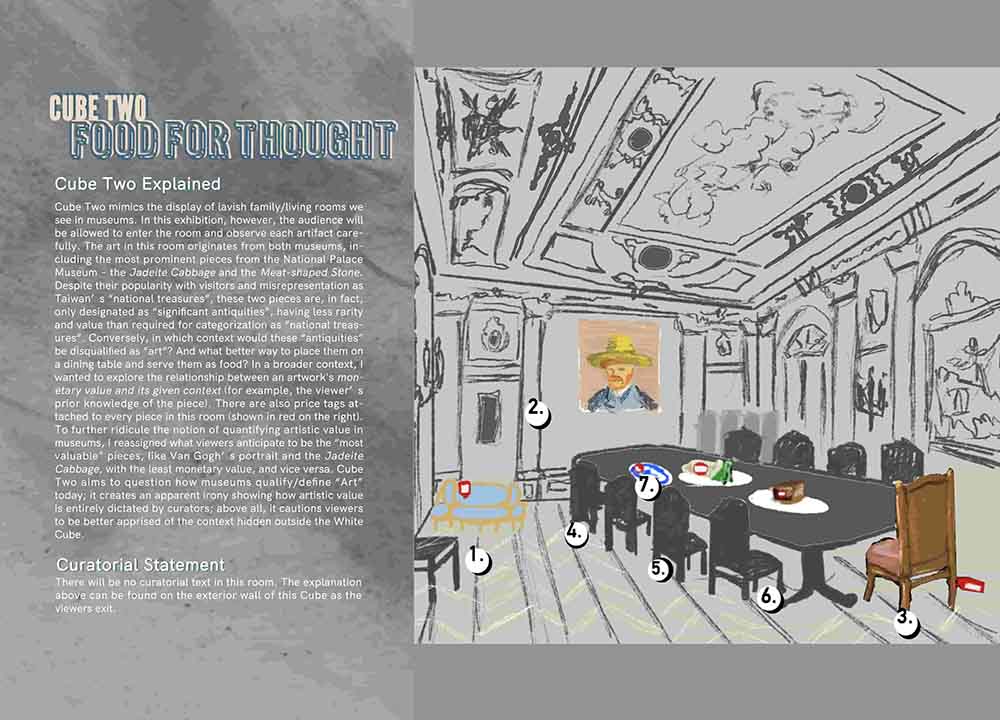 CUBE TWO
FOOD FOR THOUGHT
Cube Two Explained
Cube Two mimics the display of lavish family/living rooms we
see in museums. In this exhibition, however, the audience will
be allowed to enter the room and observe each artifact care-
fully. The art in this room originates from both museums, in-
cluding the most prominent pieces from the National Palace
Museum - the Jadeite Cabbage and the Meat-shaped Stone.
Despite their popularity with visitors and misrepresentation as
Taiwan’ s “national treasures”, these two pieces are, in fact,
only designated as “significant antiquities”, having less rarity
and value than required for categorization as “national treas-
ures”. Conversely, in which context would these “antiquities”
be disqualified as “art”? And what better way to place them on
a dining table and serve them as food? In a broader context, I
wanted to explore the relationship between an artwork's mon-
etary value and its given context (for example, the viewer’ s
prior knowledge of the piece). There are also price tags at-
tached to every piece in this room (shown in red on the right).
To further ridicule the notion of quantifying artistic value in
museums, I reassigned what viewers anticipate to be the “most
valuable” pieces, like Van Gogh’ s portrait and the Jadeite
Cabbage, with the least monetary value, and vice versa. Cube
Two aims to question how museums qualify/define “Art”
today; it creates an apparent irony showing how artistic value
is entirely dictated by curators; above all, it cautions viewers
to be better apprised of the context hidden outside the White
Cube.
Curatorial Statement
There will be no curatorial text in this room. The explanation
above can be found on the exterior wall of this Cube as the
viewers exit.
2.
7.
4.
1.
5.
6.
3.